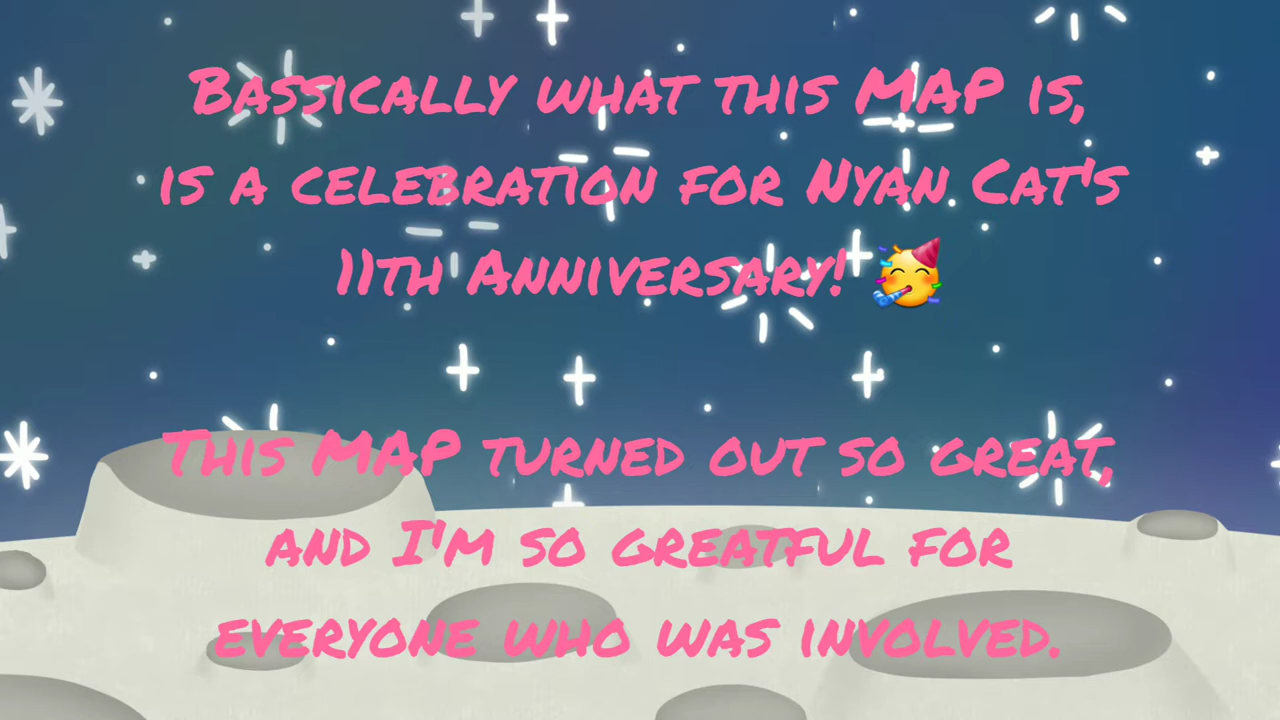 Bassically what this MAP is,
is a celebration for Nyan Cat's
11th Anniversary! 🥳
This MAP turned out so great,
and I'm so greatful for
everyone who was involved.